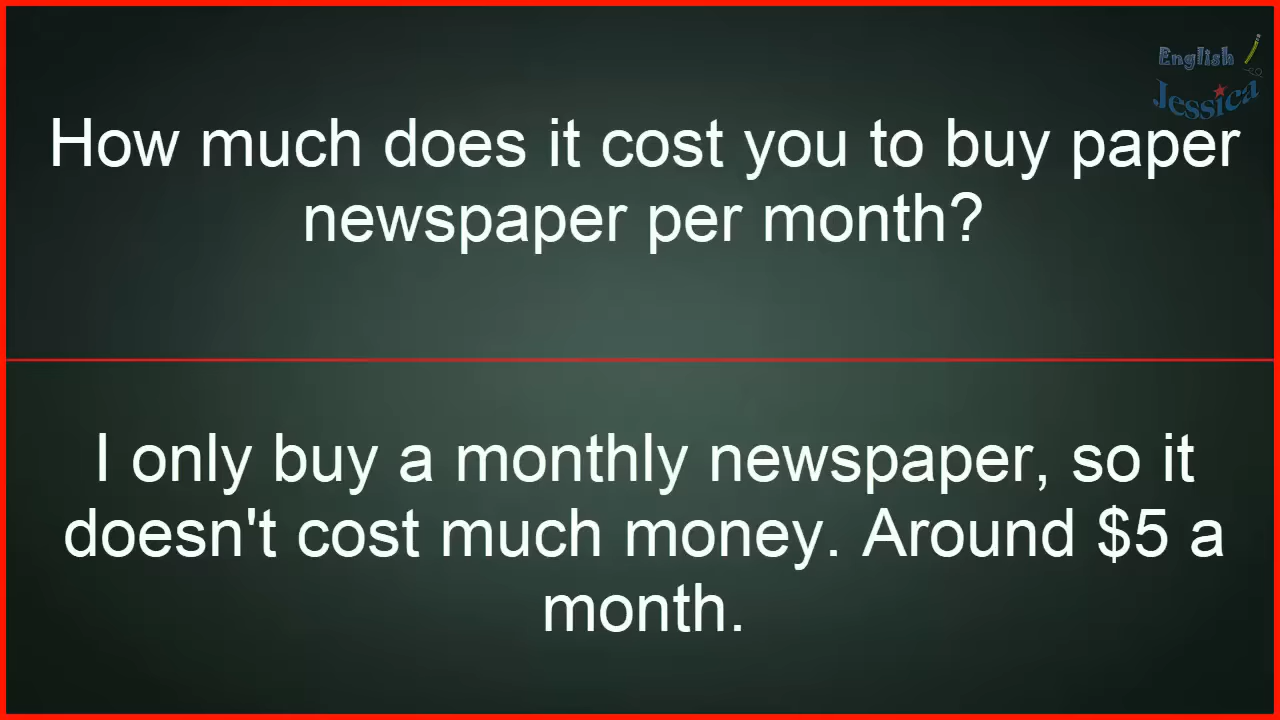 English
Jessica
How much does it cost you to buy paper
newspaper per month?
I only buy a monthly newspaper, so it
doesn't cost much money. Around $5 a
month.